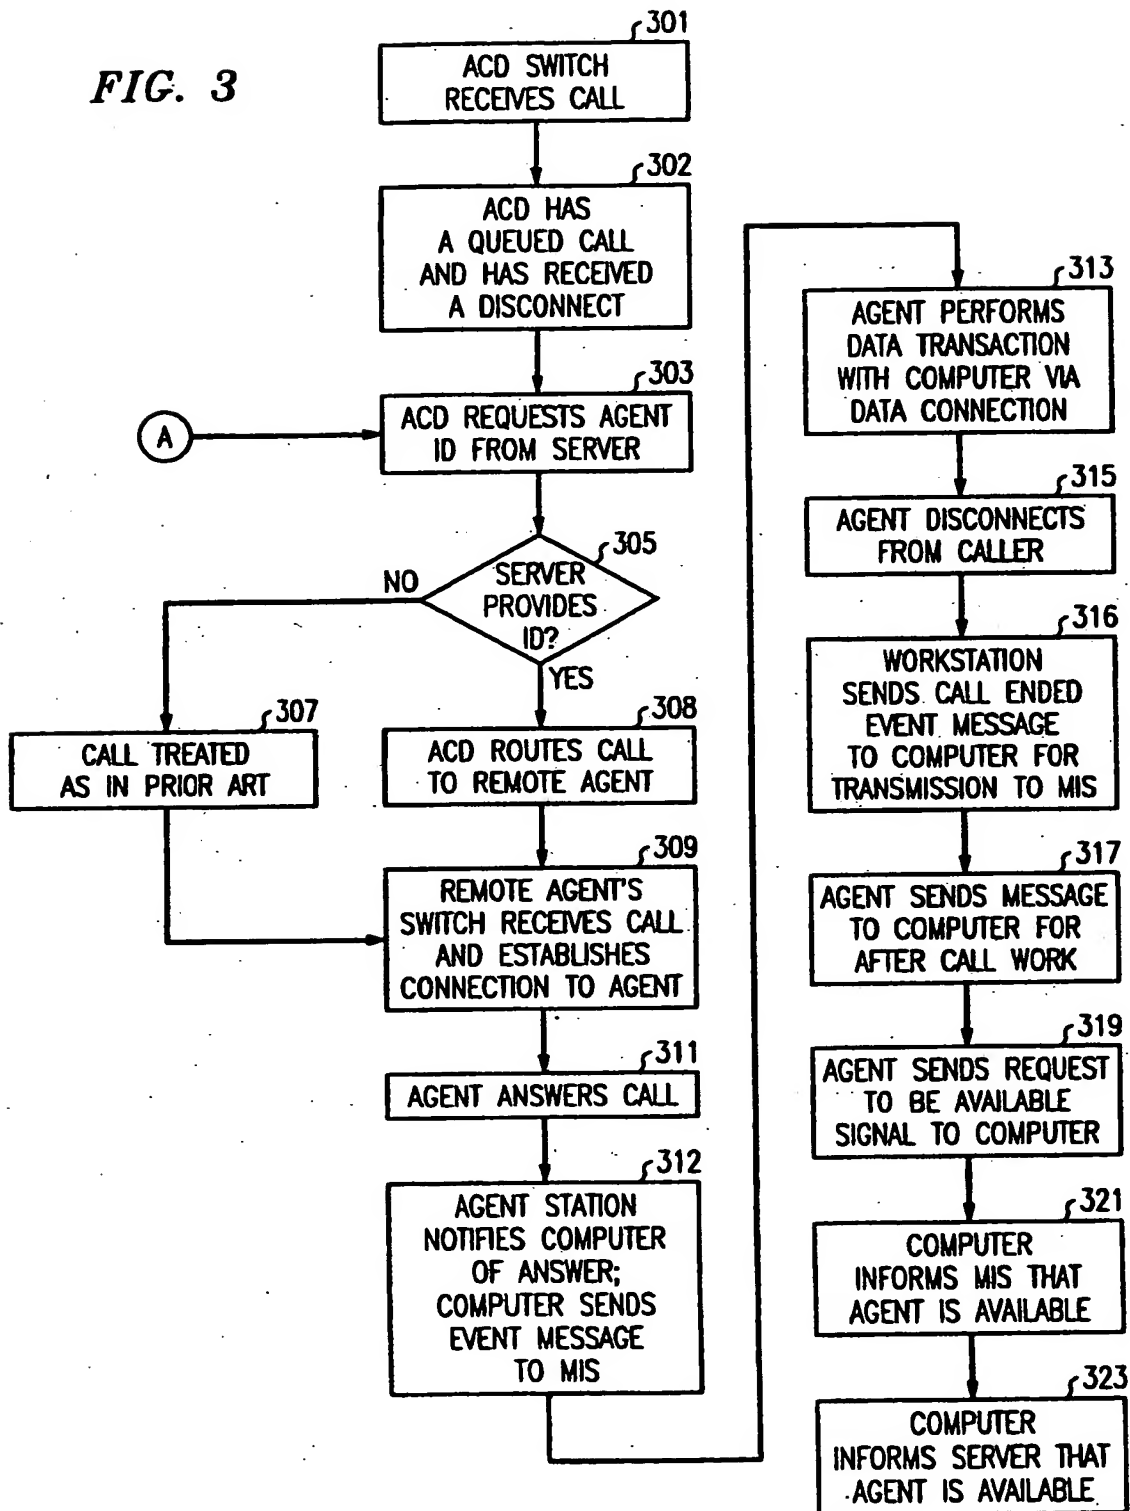 FIG. 3
301
ACD SWITCH
RECEIVES CALL
302
ACD HAS
A QUEUED CALL
AND HAS RECEIVED
A DISCONNECT
303
ACD REQUESTS AGENT
ID FROM SERVER
A
305
SERVER
PROVIDES
ID?
NO
YES
307
CALL TREATED
AS IN PRIOR ART
308
ACD ROUTES CALL
TO REMOTE AGENT
309
REMOTE AGENT'S
SWITCH RECEIVES CALL
AND ESTABLISHES
CONNECTION TO AGENT
311
AGENT ANSWERS CALL
312
AGENT STATION
NOTIFIES COMPUTER
OF ANSWER;
COMPUTER SENDS
EVENT MESSAGE
TO MIS
313
AGENT PERFORMS
DATA TRANSACTION
WITH COMPUTER VIA
DATA CONNECTION
315
AGENT DISCONNECTS
FROM CALLER
316
WORKSTATION
SENDS CALL ENDED
EVENT MESSAGE
TO COMPUTER FOR
TRANSMISSION TO MIS
317
AGENT SENDS MESSAGE
TO COMPUTER FOR
AFTER CALL WORK
319
AGENT SENDS REQUEST
TO BE AVAILABLE
SIGNAL TO COMPUTER
321
COMPUTER
INFORMS MIS THAT
AGENT IS AVAILABLE
323
COMPUTER
INFORMS SERVER THAT
AGENT IS AVAILABLE